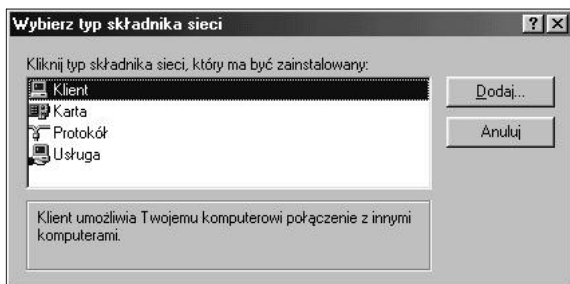 Wybierz typ składnika sieci
Kliknij typ składnika sieci, który ma być zainstalowany:
Klient
Karta
Protokół
Usługa
Dodaj...
Anuluj
Klient umożliwia Twojemu komputerowi połączenie z innymi
komputerami.